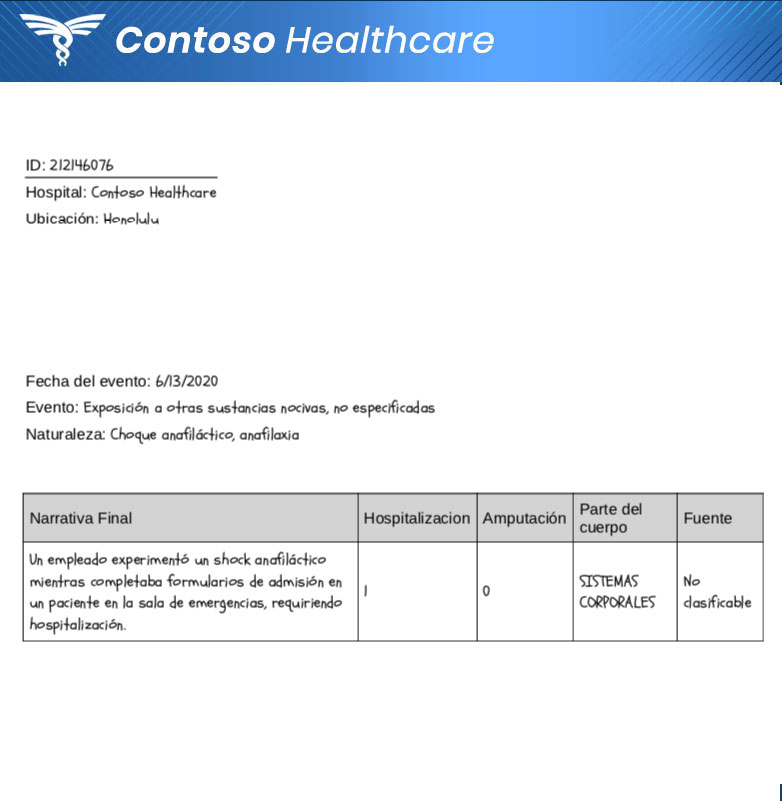 Contoso Healthcare
ID: 212146076
Hospital: Contoso Healthcare
Ubicación: Honolulu
Fecha del evento: 6/13/2020
Evento: Exposición a otras sustancias nocivas, no especificadas
Naturaleza: Choque anafiláctico, anafilaxia
Narrativa Final
Hospitalizacion
Amputación
Parte del
cuerpo
Fuente
Un empleado experimentó un shock anafiláctico
mientras completaba formularios de admisión en
un paciente en la sala de emergencias, requiriendo
hospitalización.
1
0
SISTEMAS
CORPORALES
No
clasificable